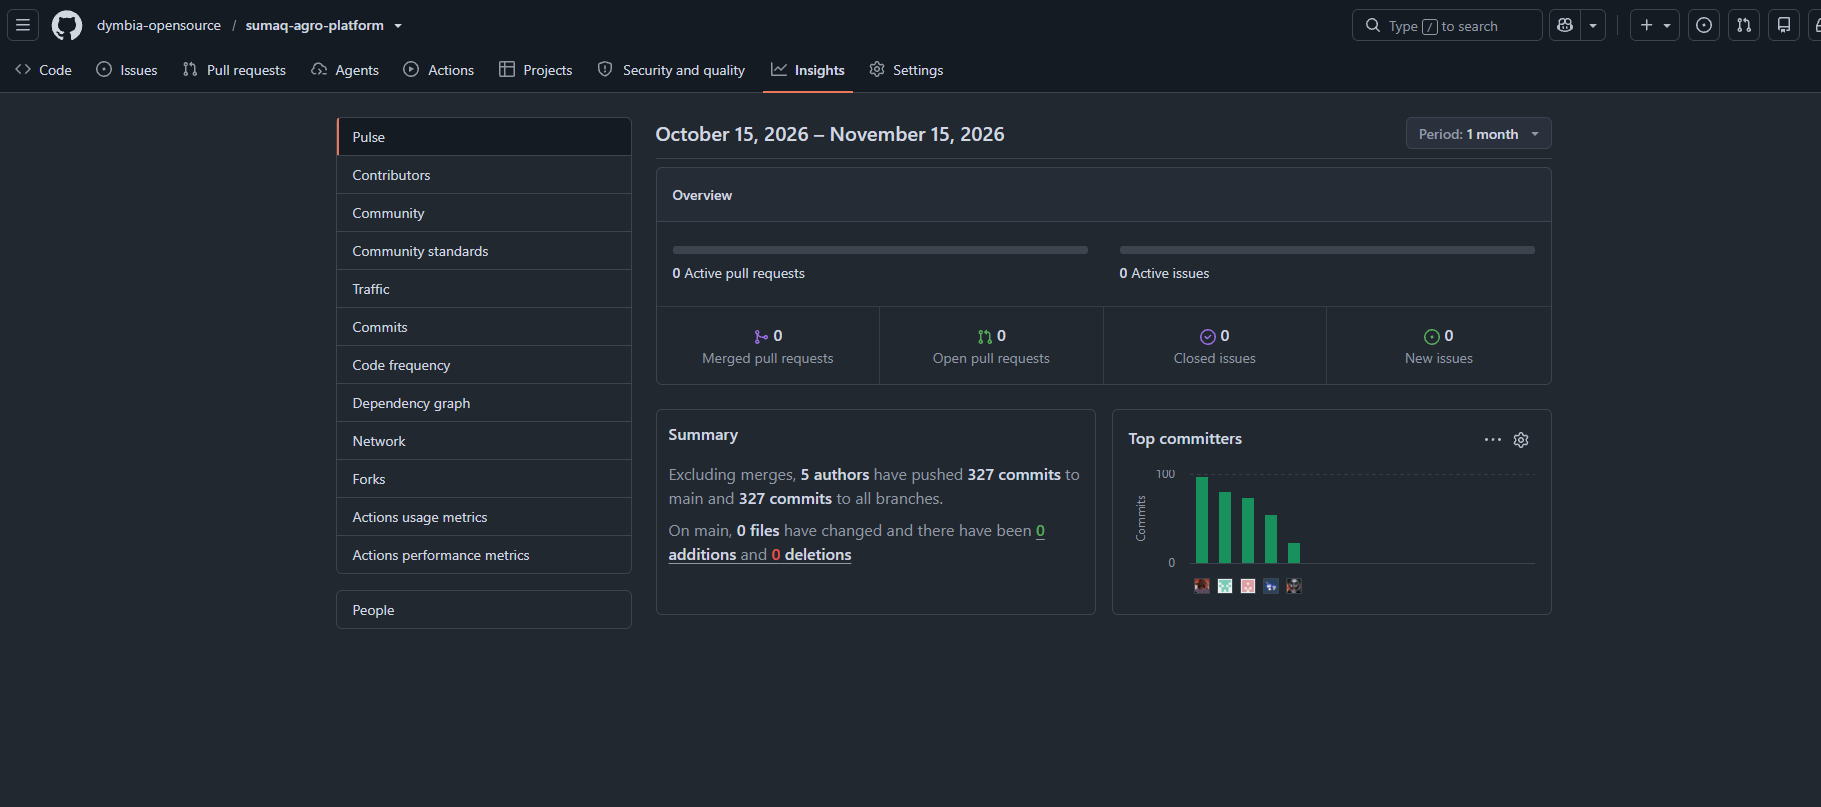 dymbia-opensource / sumaq-agro-platform
Type / to search
Code
Issues
Pull requests
Agents
Actions
Projects
Security and quality
Insights
Settings
Pulse
Contributors
Community
Community standards
Traffic
Commits
Code frequency
Dependency graph
Network
Forks
Actions usage metrics
Actions performance metrics
People
October 15, 2026 – November 15, 2026
Period: 1 month
Overview
0 Active pull requests
0 Active issues
0
Merged pull requests
0
Open pull requests
0
Closed issues
0
New issues
Summary
Excluding merges, 5 authors have pushed 327 commits to
main and 327 commits to all branches.
On main, 0 files have changed and there have been 0
additions and 0 deletions
Top committers
100
Commits
0